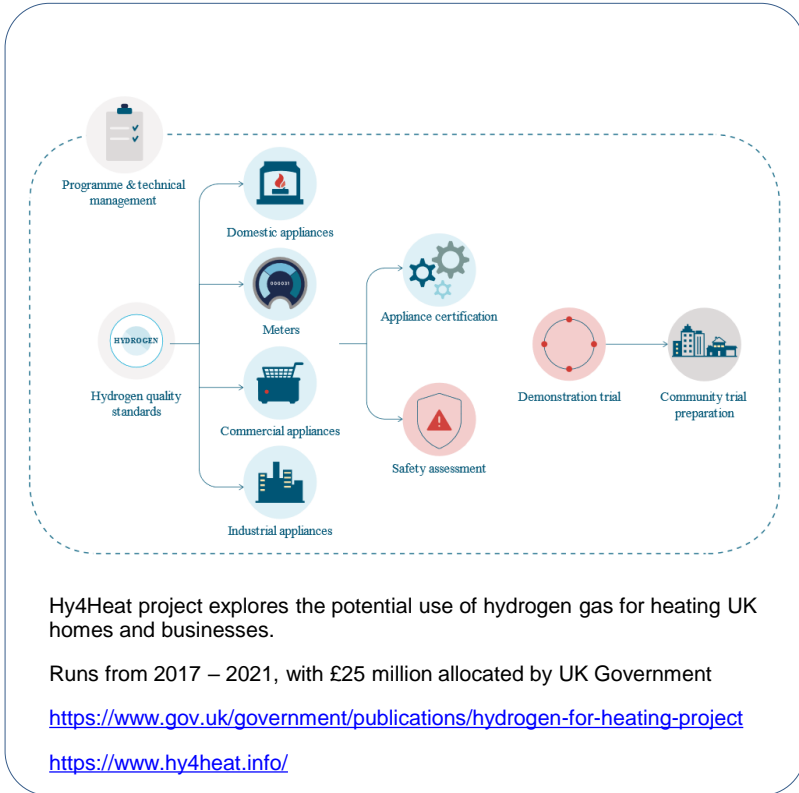 Programme & technical
management
Domestic appliances
Meters
000031
HYDROGEN
Hydrogen quality
standards
Commercial appliances
Industrial appliances
Appliance certification
Safety assessment
Demonstration trial
Community trial
preparation
Hy4Heat project explores the potential use of hydrogen gas for heating UK
homes and businesses.
Runs from 2017 – 2021, with £25 million allocated by UK Government
https://www.gov.uk/government/publications/hydrogen-for-heating-project
https://www.hy4heat.info/